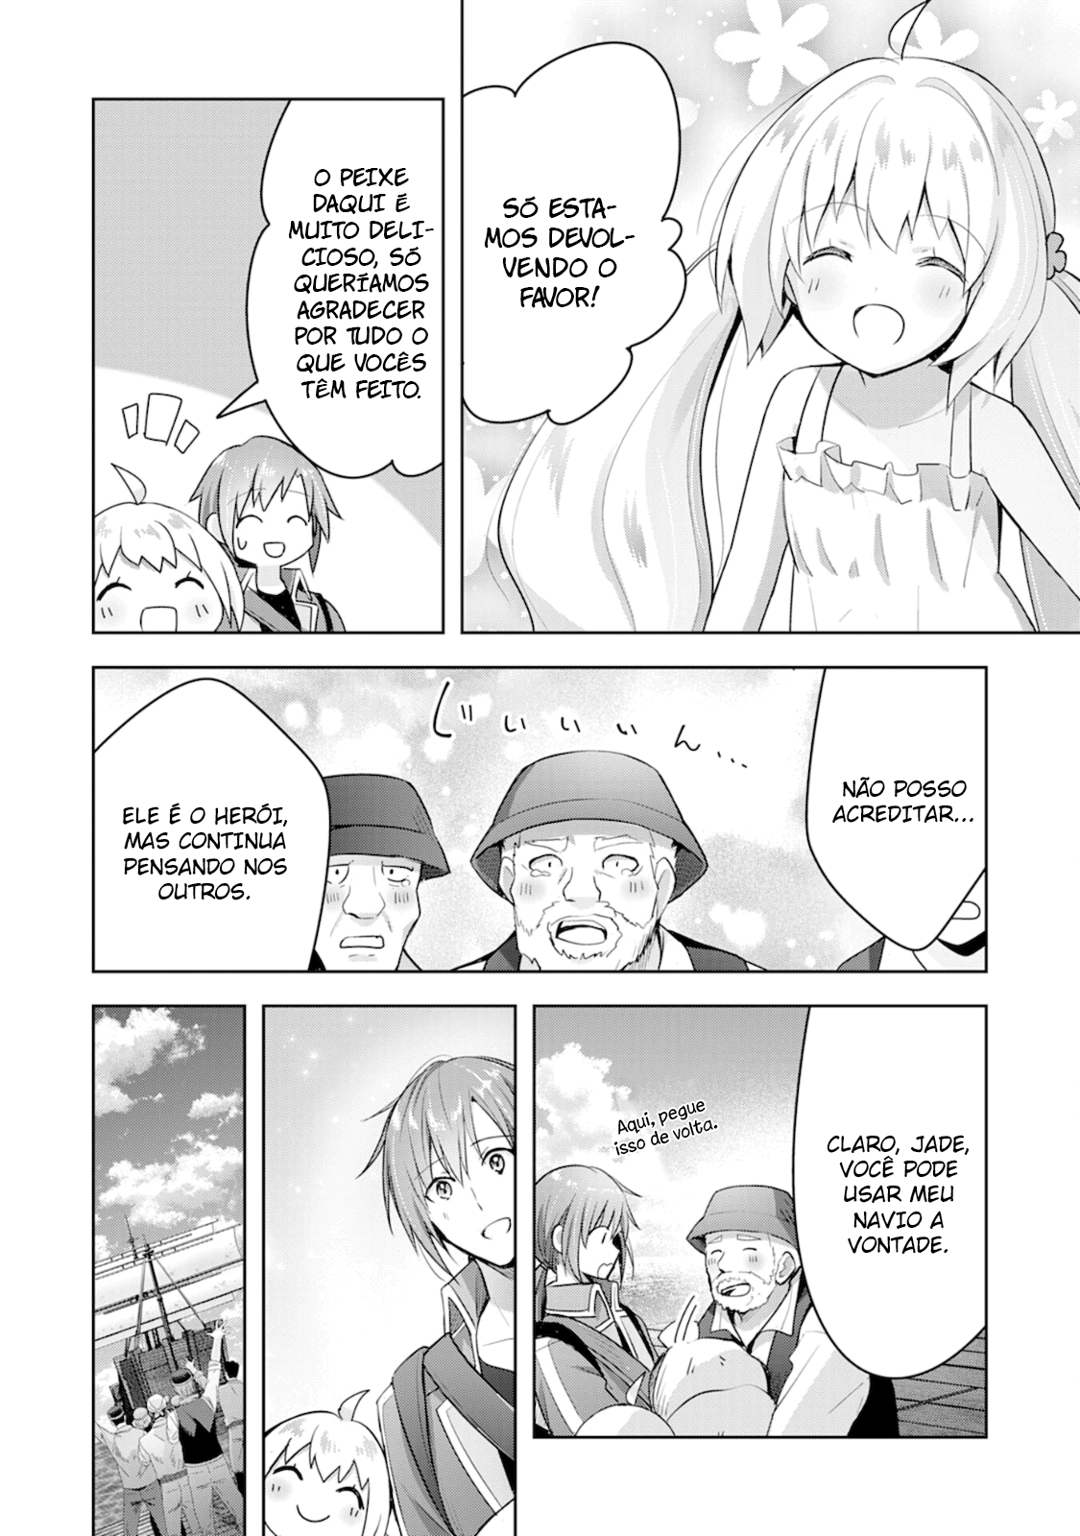 SÓ ESTA-
MOS DEVOL-
VENDO O
FAVOR!
O PEIXE
DAQUI É
MUITO DELI-
CIOSO, SÓ
QUERÍAMOS
AGRADECER
POR TUDO O
QUE VOCÊS
TÊM FEITO.
NÃO POSSO
ACREDITAR...
じぃぃぃん...
ELE É O HERÓI,
MAS CONTINUA
PENSANDO NOS
OUTROS.
CLARO, JADE,
VOCÊ PODE
USAR MEU
NAVIO A
VONTADE.
Aqui, pegue
isso de volta.